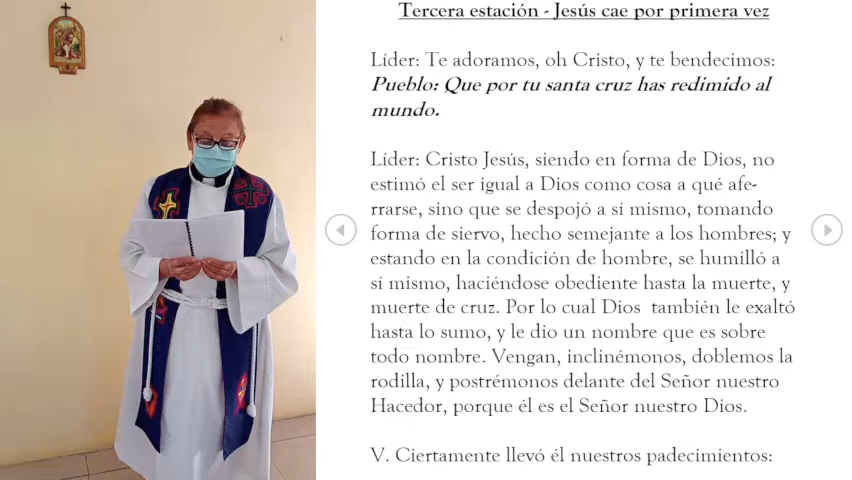 Tercera estación - Jesús cae por primera vez
Líder: Te adoramos, oh Cristo, y te bendecimos:
Pueblo: Que por tu santa cruz has redimido al
mundo.
Líder: Cristo Jesús, siendo en forma de Dios, no
estimó el ser igual a Dios como cosa a qué afe-
rrarse, sino que se despojó a sí mismo, tomando
forma de siervo, hecho semejante a los hombres; y
estando en la condición de hombre, se humilló a
sí mismo, haciéndose obediente hasta la muerte, y
muerte de cruz. Por lo cual Dios también le exaltó
hasta lo sumo, y le dio un nombre que es sobre
todo nombre. Vengan, inclinémonos, doblemos la
rodilla, y postrémonos delante del Señor nuestro
Hacedor, porque él es el Señor nuestro Dios.
V. Ciertamente llevó él nuestros padecimientos: